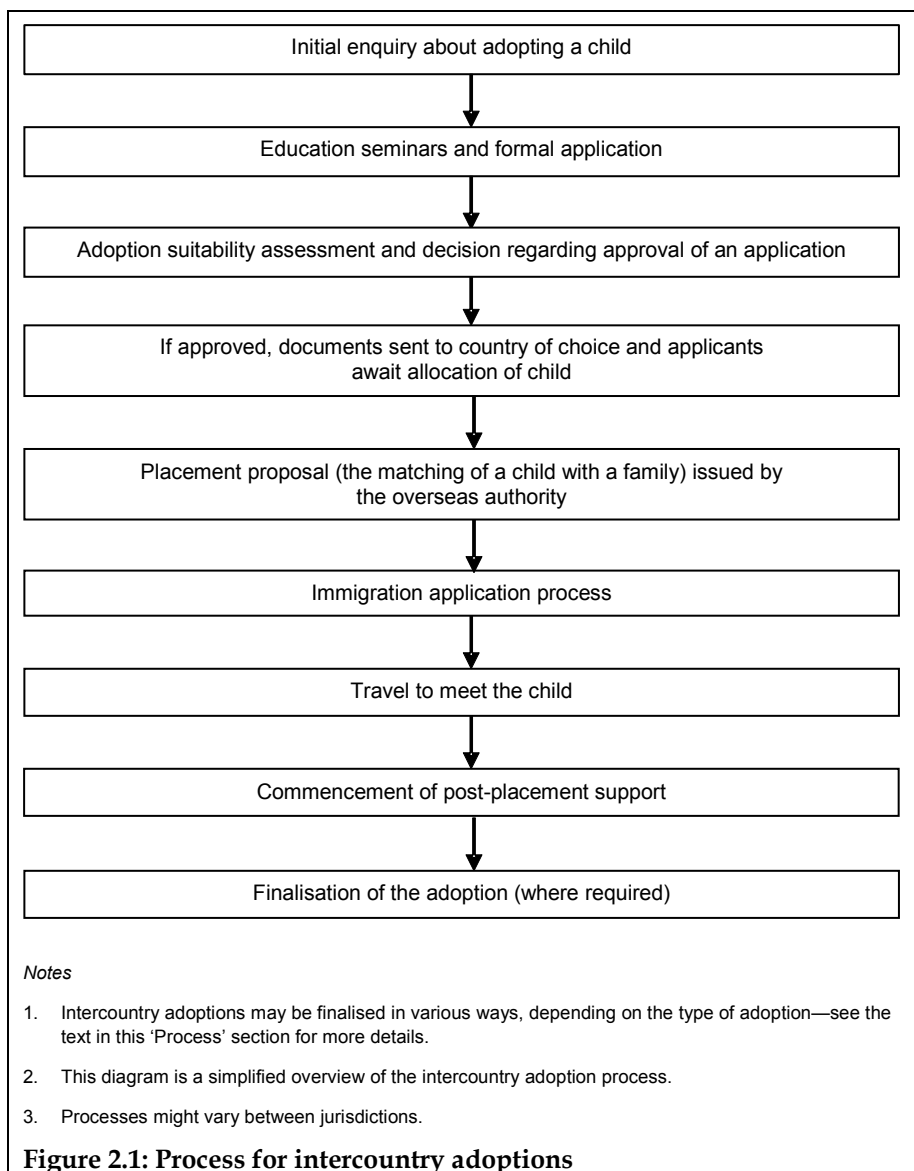 Initial enquiry about adopting a child
Education seminars and formal application
Adoption suitability assessment and decision regarding approval of an application
If approved, documents sent to country of choice and applicants
await allocation of child
Placement proposal (the matching of a child with a family) issued by
the overseas authority
Immigration application process
Travel to meet the child
Commencement of post-placement support
Finalisation of the adoption (where required)
Notes
1. Intercountry adoptions may be finalised in various ways, depending on the type of adoption—see the
text in this ‘Process’ section for more details.
2. This diagram is a simplified overview of the intercountry adoption process.
3. Processes might vary between jurisdictions.
Figure 2.1: Process for intercountry adoptions